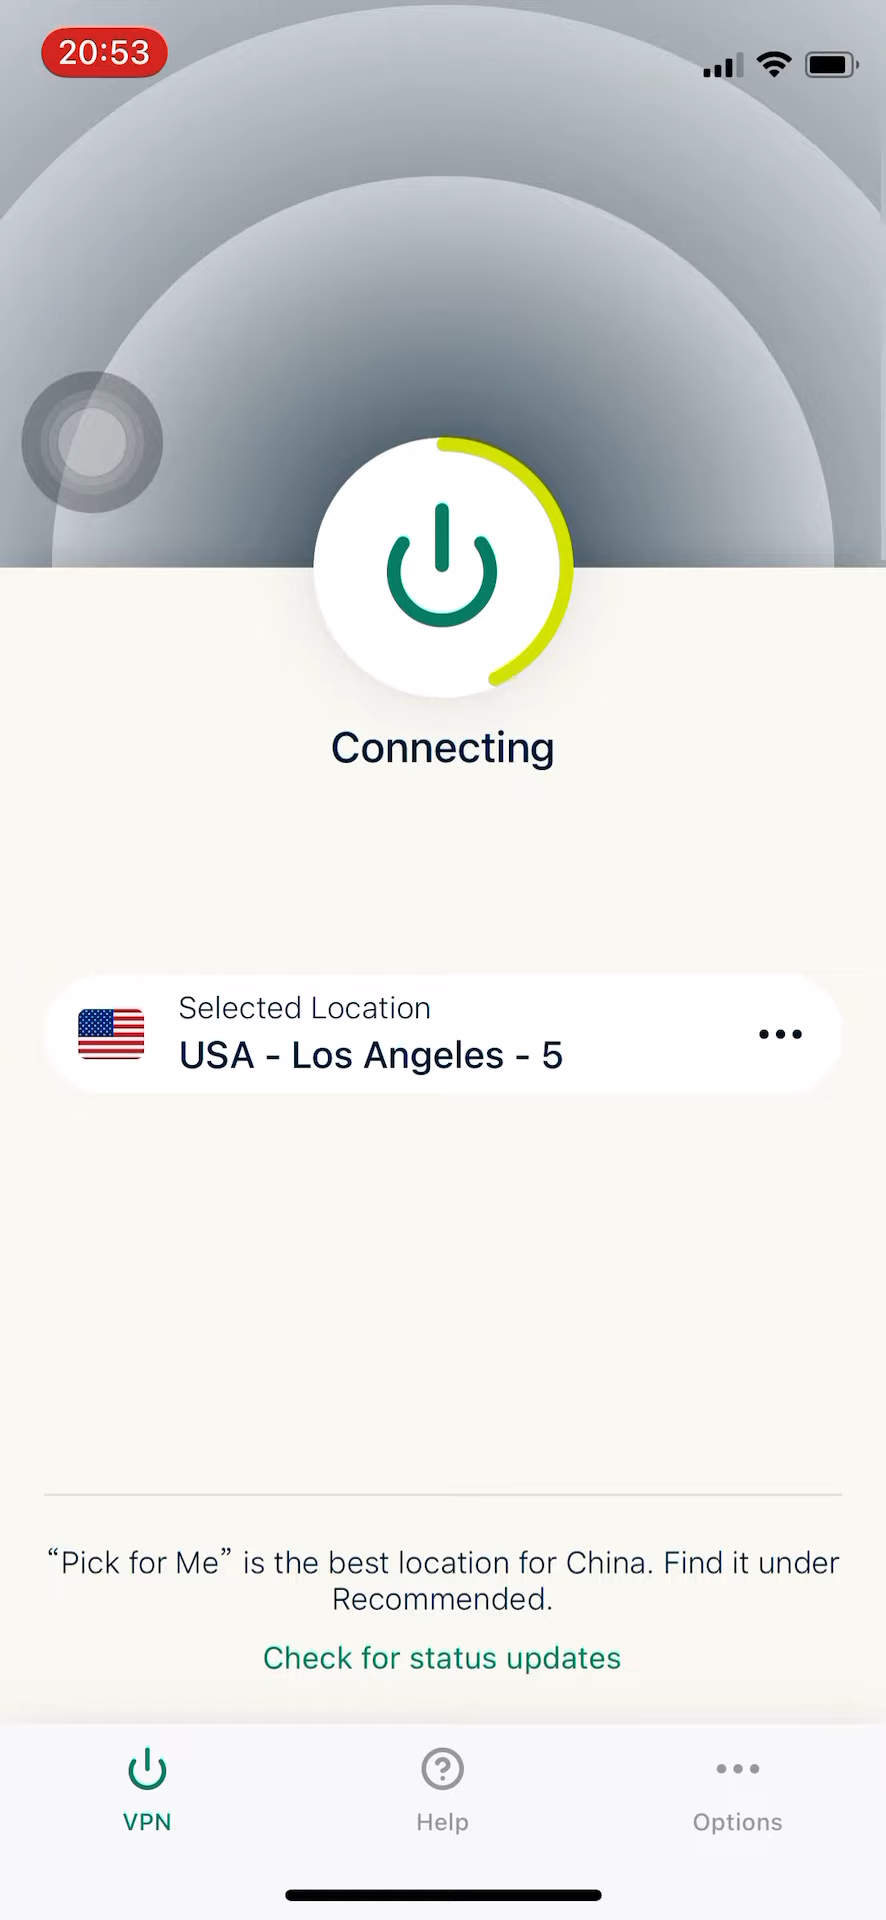 20:53
Connecting
Selected Location
USA - Los Angeles - 5
“Pick for Me” is the best location for China. Find it under
Recommended.
Check for status updates
VPN
Help
Options